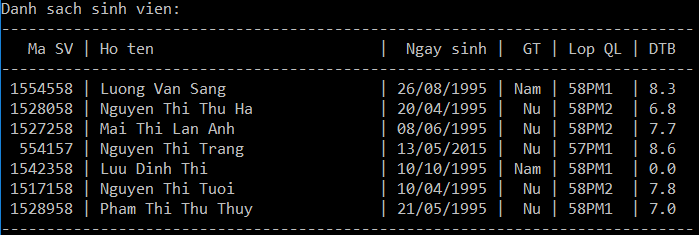 Danh sach sinh vien:
-----------------------------------------------------------------------------
  Ma SV | Ho ten                         |  Ngay sinh |  GT | Lop QL | DTB
-----------------------------------------------------------------------------
1554558 | Luong Van Sang                 | 26/08/1995 | Nam | 58PM1  | 8.3
1528058 | Nguyen Thi Thu Ha              | 20/04/1995 |  Nu | 58PM2  | 6.8
1527258 | Mai Thi Lan Anh                | 08/06/1995 |  Nu | 58PM2  | 7.7
 554157 | Nguyen Thi Trang               | 13/05/2015 |  Nu | 57PM1  | 8.6
1542358 | Luu Dinh Thi                   | 10/10/1995 | Nam | 58PM1  | 0.0
1517158 | Nguyen Thi Tuoi                | 10/04/1995 |  Nu | 58PM2  | 7.8
1528958 | Pham Thi Thu Thuy              | 21/05/1995 |  Nu | 58PM1  | 7.0
-----------------------------------------------------------------------------